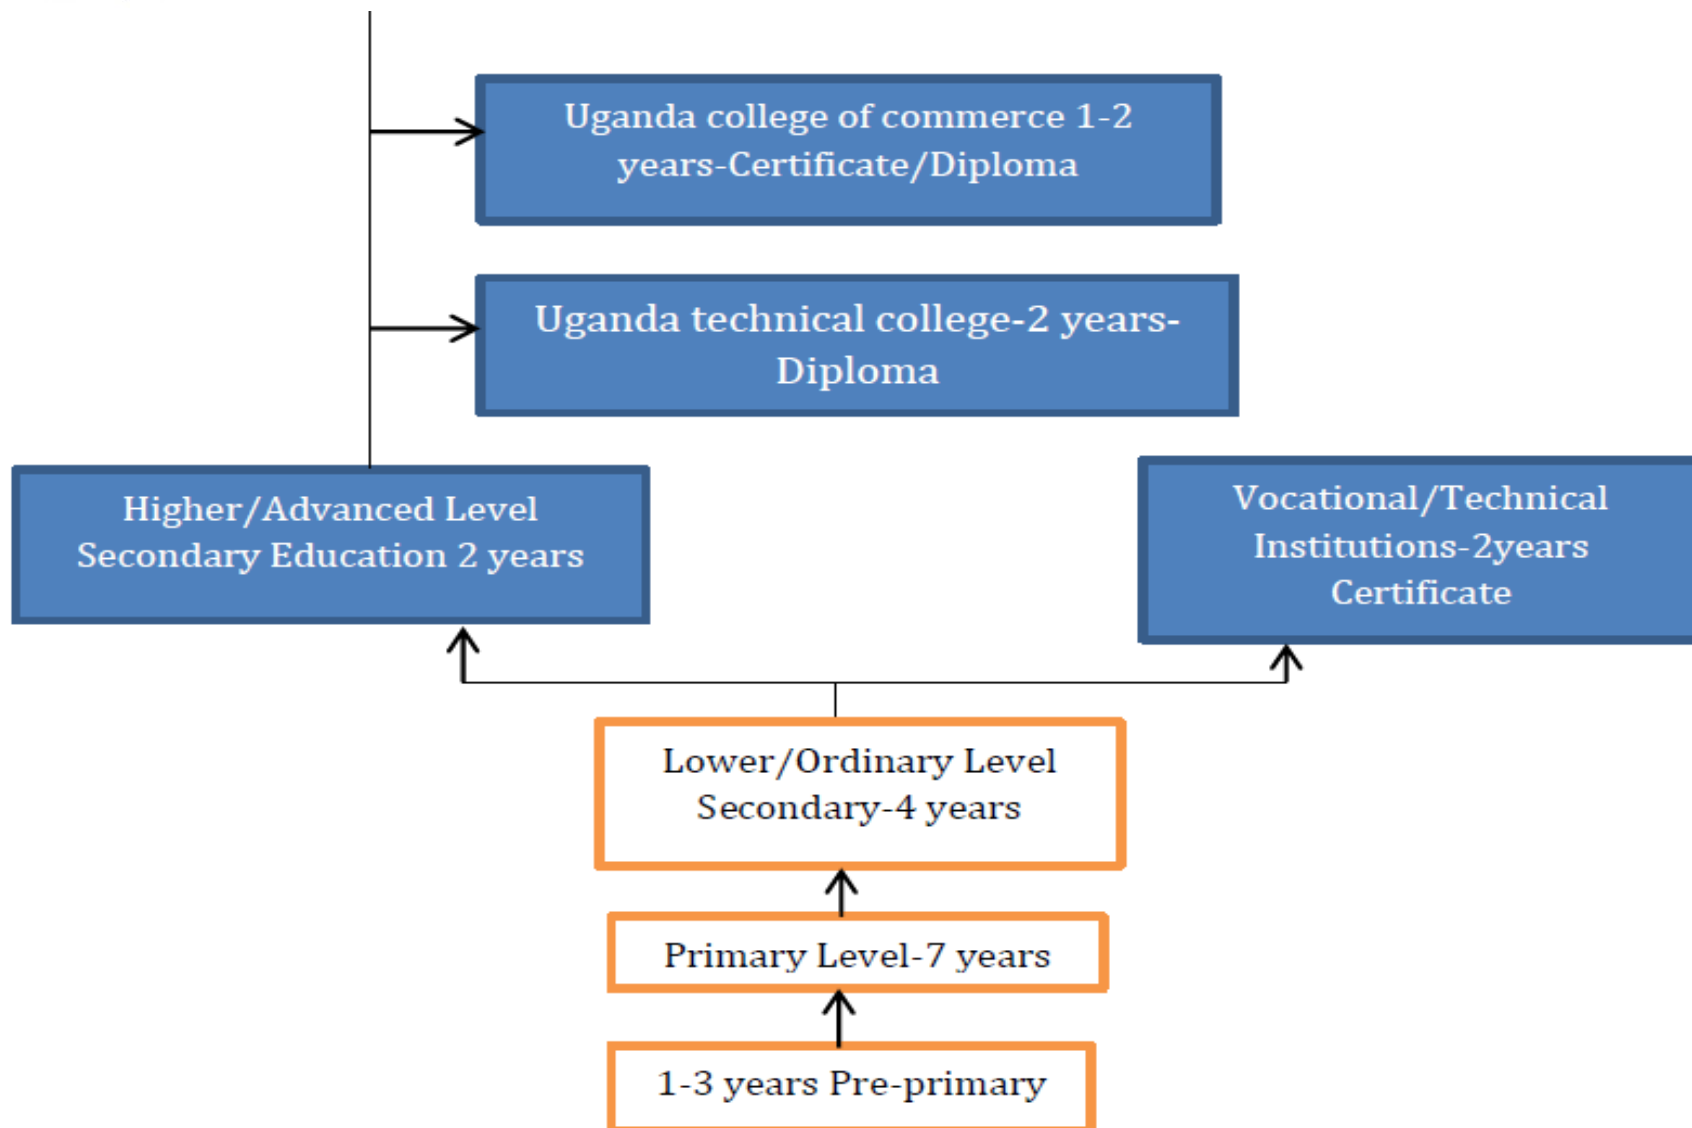 Uganda college of commerce 1-2
years-Certificate/Diploma
Uganda technical college-2 years-
Diploma
Higher/Advanced Level
Secondary Education 2 years
Vocational/Technical
Institutions-2years
Certificate
Lower/Ordinary Level
Secondary-4 years
Primary Level-7 years
1-3 years Pre-primary